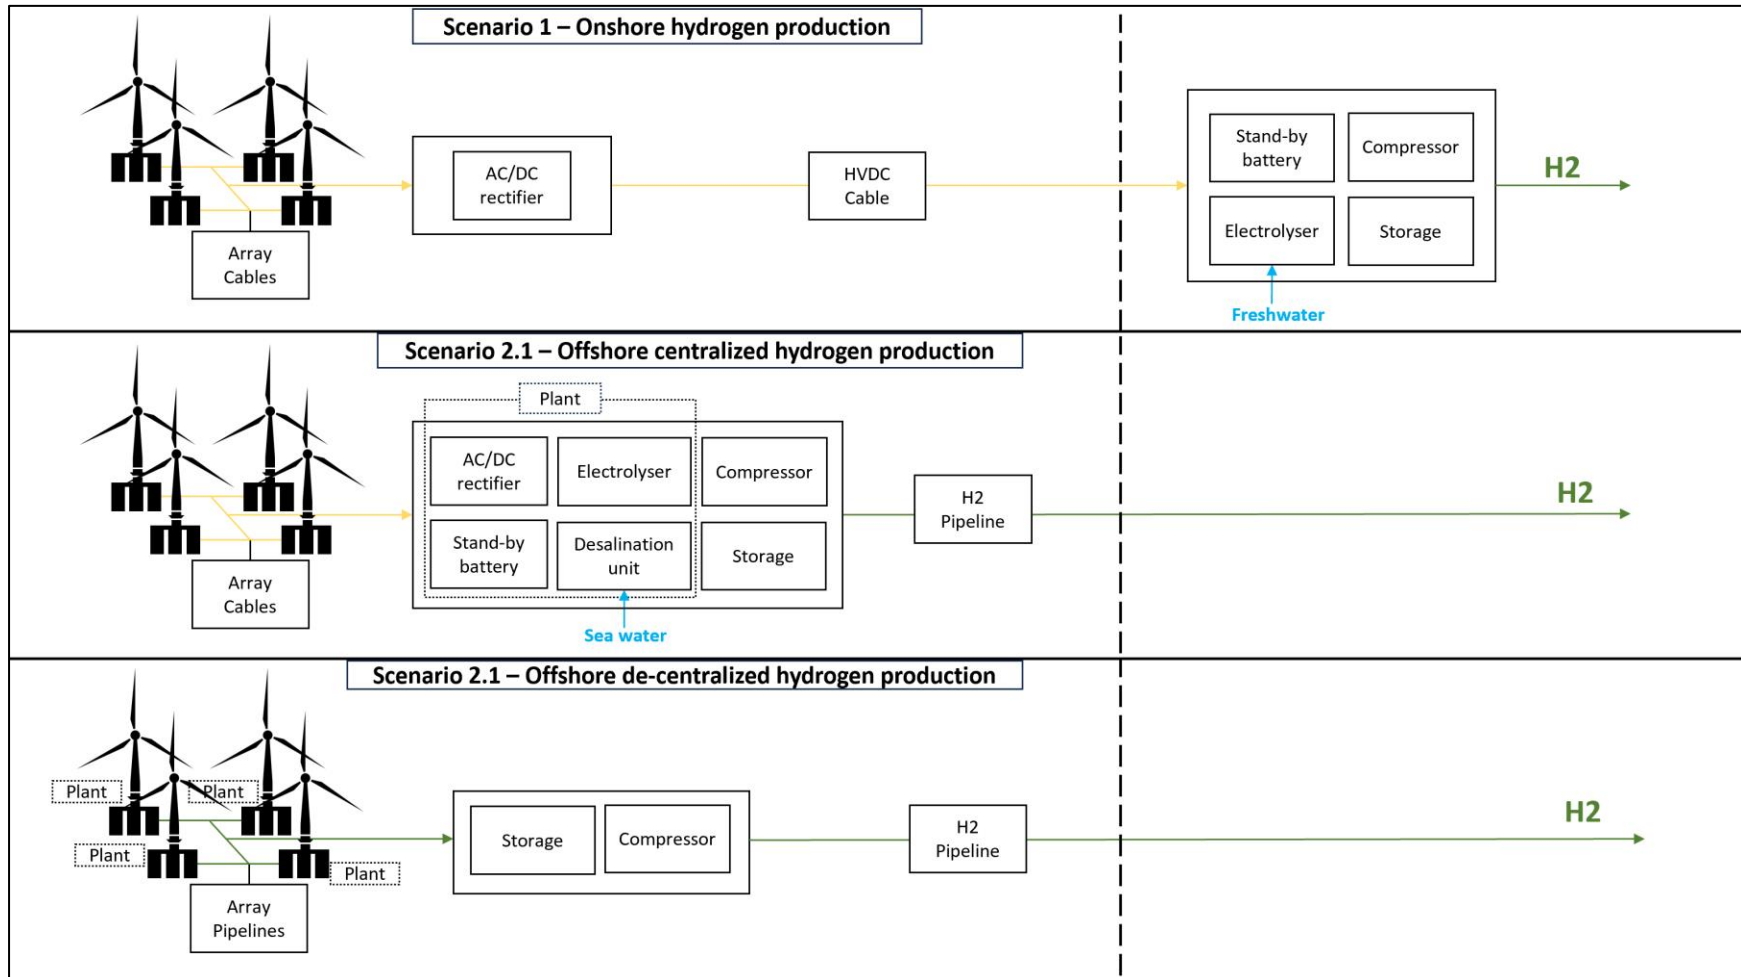 Scenario 1 – Onshore hydrogen production
AC/DC
rectifier
HVDC
Cable
Stand-by
battery
Compressor
Electrolyser
Storage
H2
Array
Cables
Freshwater
Scenario 2.1 – Offshore centralized hydrogen production
Plant
AC/DC
rectifier
Electrolyser
Compressor
Stand-by
battery
Desalination
unit
Storage
H2
Pipeline
H2
Array
Cables
Sea water
Scenario 2.1 – Offshore de-centralized hydrogen production
Plant
Plant
Plant
Plant
Storage
Compressor
H2
Pipeline
H2
Array
Pipelines